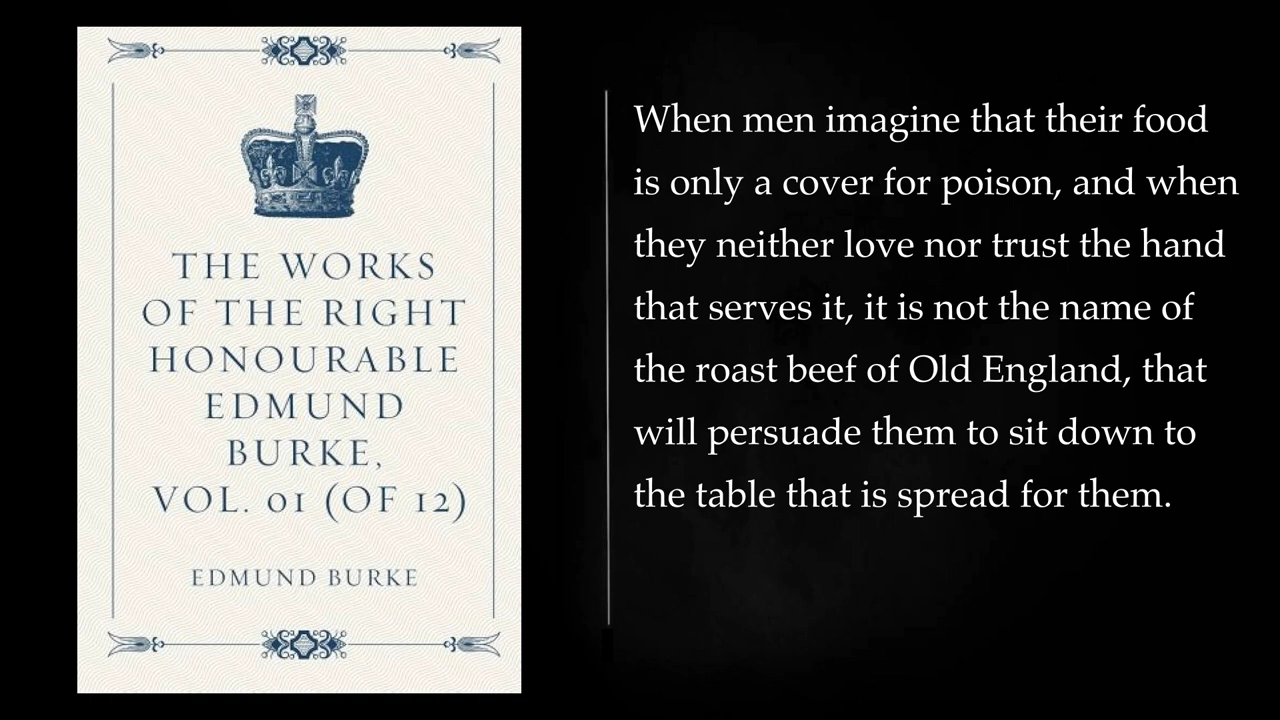 THE WORKS
OF THE RIGHT
HONOURABLE
EDMUND
BURKE,
VOL. 01 (OF 12)
EDMUND BURKE
When men imagine that their food
is only a cover for poison, and when
they neither love nor trust the hand
that serves it, it is not the name of
the roast beef of Old England, that
will persuade them to sit down to
the table that is spread for them.